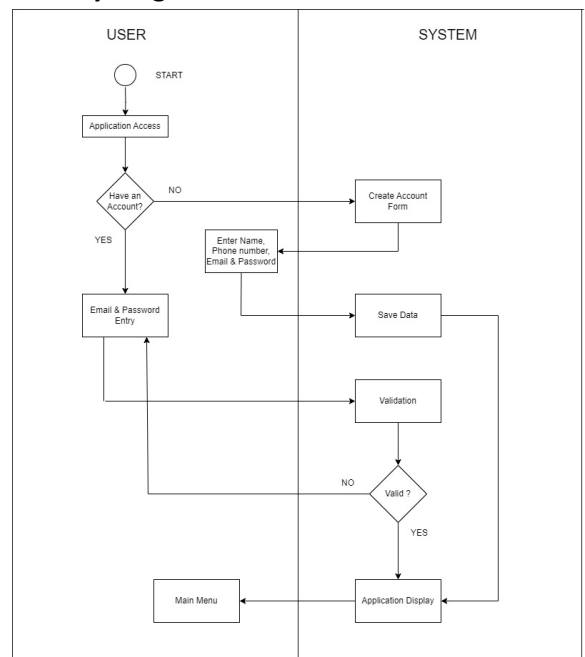 USER
SYSTEM
START
Application Access
Have an
Account?
NO
Create Account
Form
YES
Enter Name,
Phone number,
Email & Password
Email & Password
Entry
Save Data
Validation
NO
Valid ?
YES
Main Menu
Application Display